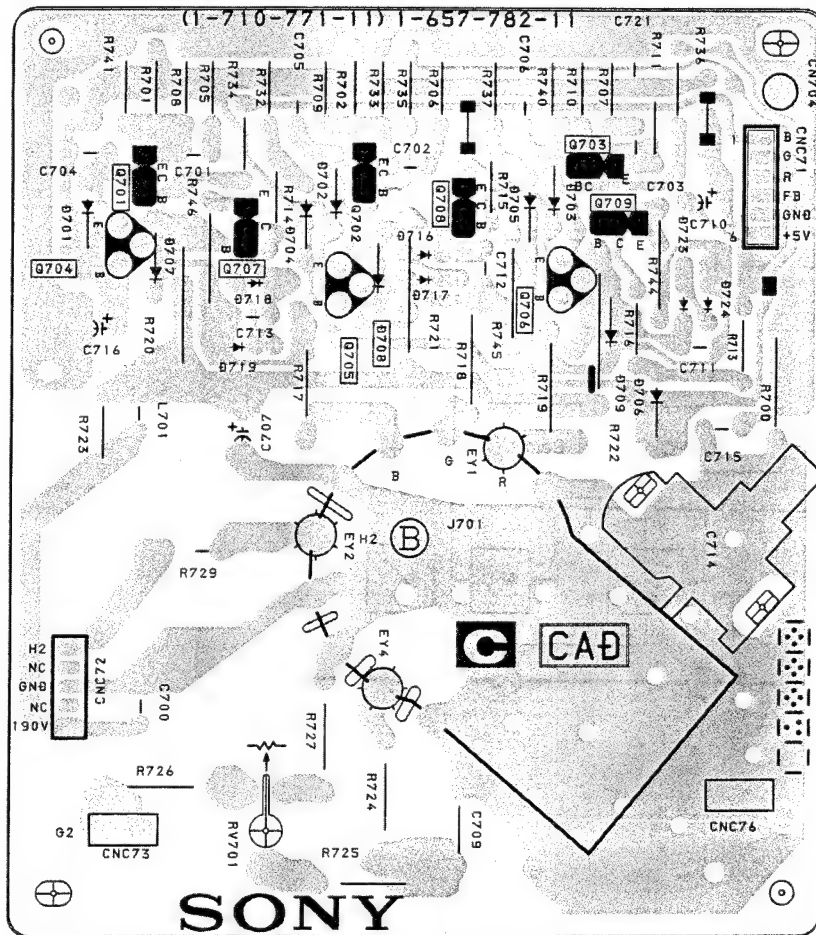 (1-710-771-11) 1-657-782-11
C721
R741
R701
R708
R705
R734
R732
C705
R709
R702
R733
R735
R706
R737
C706
R740
R710
R707
R711
R736
CN704
CNC71
1
B
G
R
FB
GND
+5V
6
C704
Q701
E C
B
C701
R746
E
C
B
R714
D702
E C
B
C702
Q708
E C
B
R715
D705
Q703
B C
E
C703
Q709
B C E
C710
D701
E
B
Q704
D707
Q707
D704
Q702
E
B
D716
D717
C712
E
B
D703
D723
R744
D724
D718
C713
D719
C716
R720
Q705
D708
R721
R718
R745
Q706
R716
C711
R713
R717
R719
D709
D706
R700
R723
L701
C707
B
G
EY1
R
R722
C715
J701
H2
B
EY2
R729
C714
EY4
C
CAD
H2
NC
GND
NC
190V
CNC72
C700
R727
R726
R724
C709
RV701
G2
CNC73
R725
CNC76
SONY